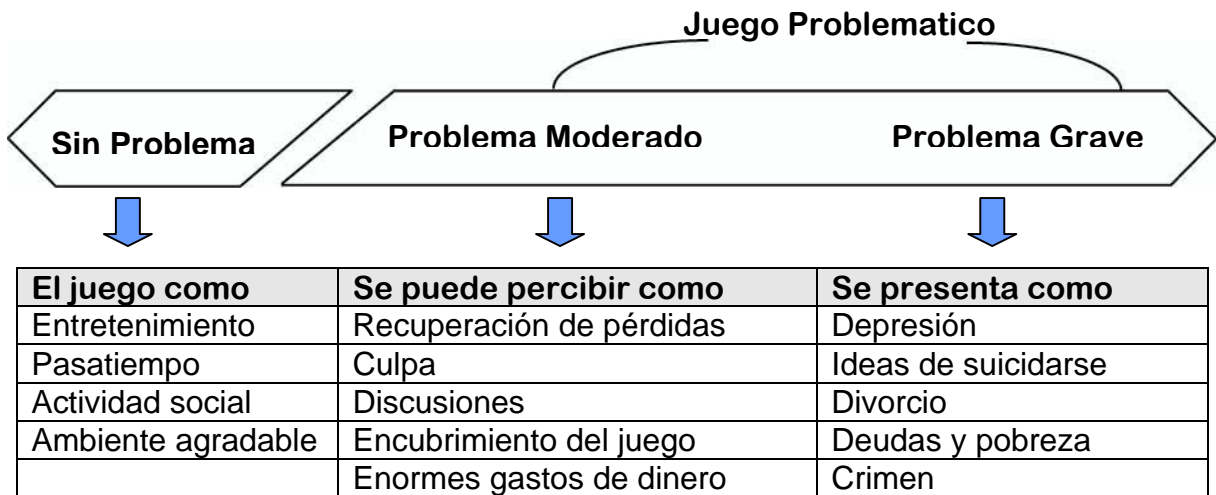 Juego Problematico
Sin Problema Problema Moderado Problema Grave
El juego como Se puede percibir como Se presenta como
Entretenimiento Recuperación de pérdidas Depresión
Pasatiempo Culpa Ideas de suicidarse
Actividad social Discusiones Divorcio
Ambiente agradable Encubrimiento del juego Deudas y pobreza
Enormes gastos de dinero Crimen